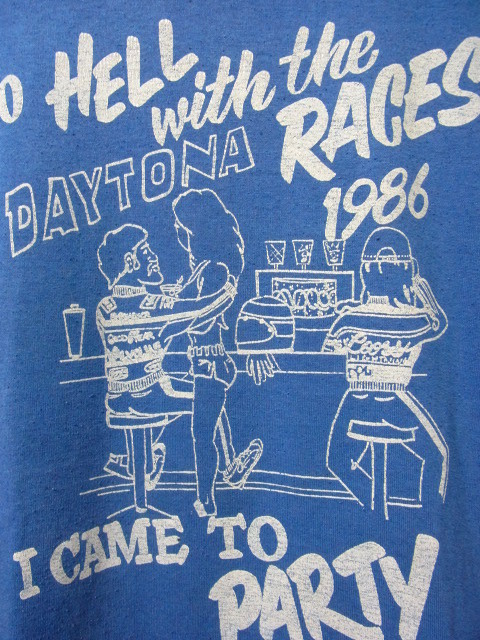 O HELL
with the
RACES
DAYTONA
1986
I CAME TO
PARTY